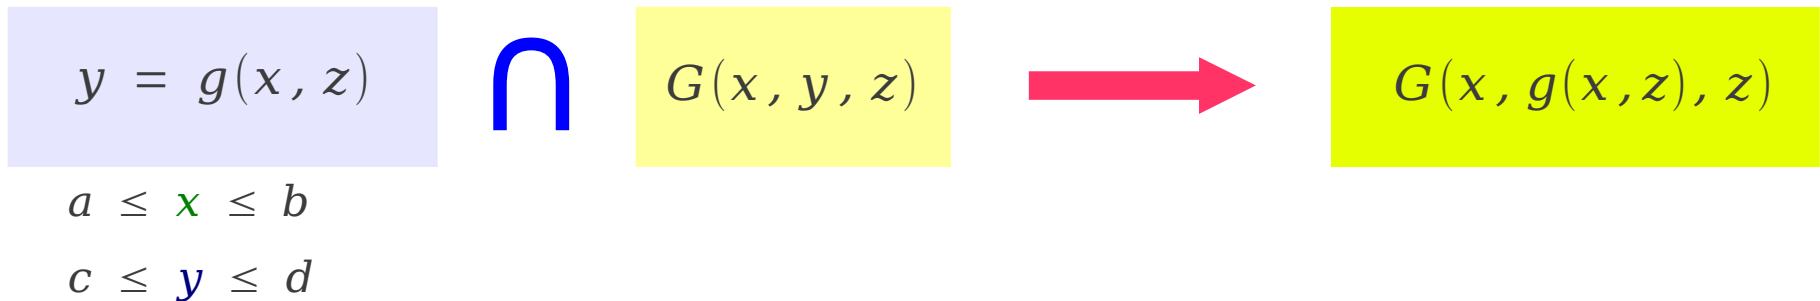 y = g(x, z) ∩ G(x, y, z) G(x, g(x,z), z)
a ≤ x ≤ b
c ≤ y ≤ d